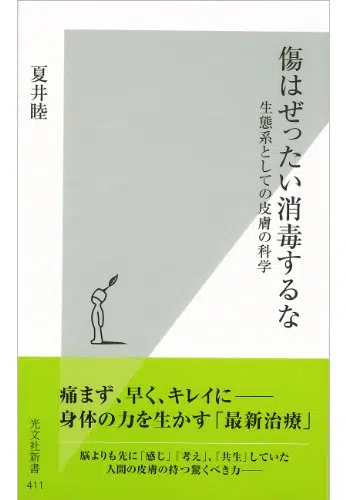 傷はぜったい消毒するな
生態系としての皮膚の科学
夏井睦
痛まず、早く、キレイに――
身体の力を生かす「最新治療」
脳よりも先に「感じ」「考え」、「共生」していた
人間の皮膚の持つ驚くべき力――
光文社新書
411